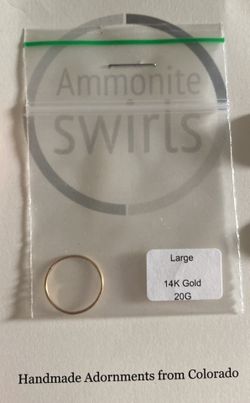 Ammonite
swirls
Large
14K Gold
20G
Handmade Adornments from Colorado